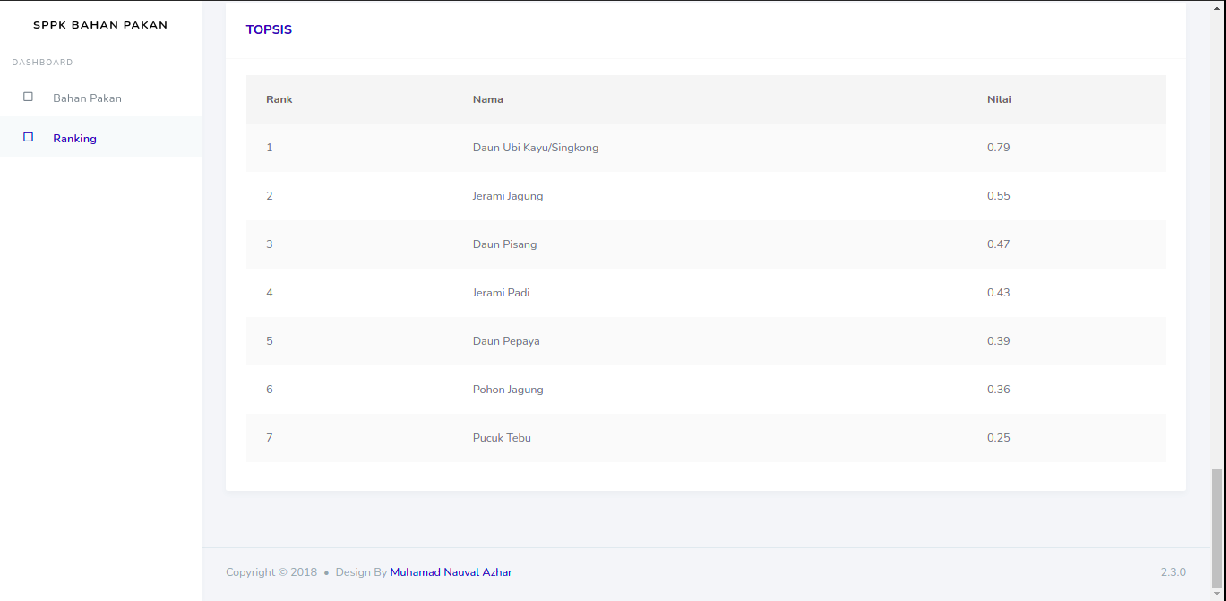 SPPK BAHAN PAKAN
DASHBOARD
Bahan Pakan
Ranking
TOPSIS
Rank Nama Nilai
1 Daun Ubi Kayu/Singkong 0.79
2 Jerami Jagung 0.55
3 Daun Pisang 0.47
4 Jerami Padi 0.43
5 Daun Pepaya 0.39
6 Pohon Jagung 0.36
7 Pucuk Tebu 0.25
Copyright © 2018 • Design By Muhamad Nauval Azhar 2.3.0